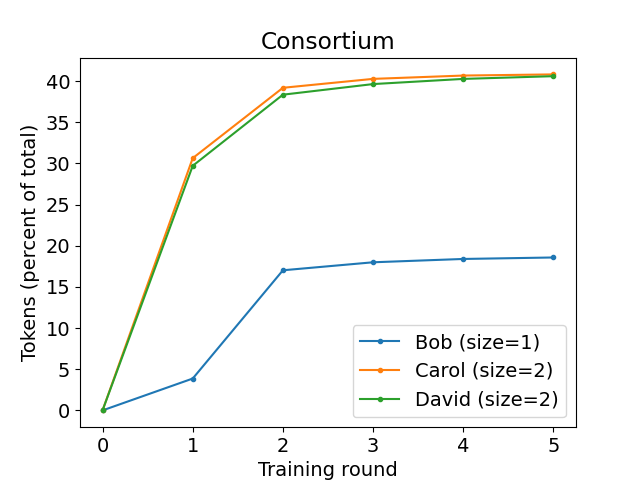 Consortium
Tokens (percent of total)
40
35
30
25
20
15
10
5
0
Bob (size=1)
Carol (size=2)
David (size=2)
0 1 2 3 4 5
Training round